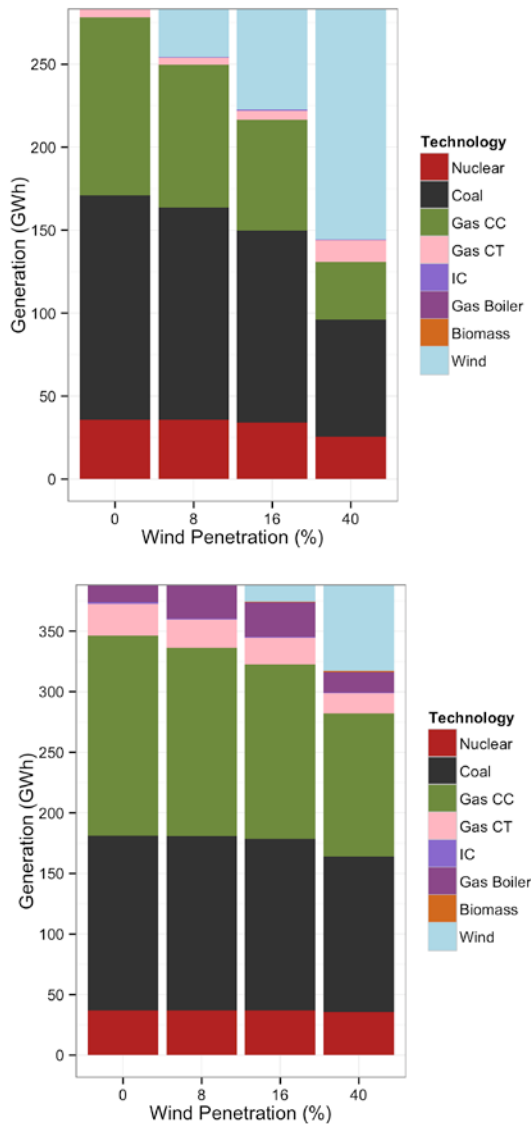 250
200
150
100
50
0
Generation (GWh)
0 8 16 40
Wind Penetration (%)
Technology
Nuclear
Coal
Gas CC
Gas CT
IC
Gas Boiler
Biomass
Wind
350
300
250
200
150
100
50
0
Generation (GWh)
0 8 16 40
Wind Penetration (%)
Technology
Nuclear
Coal
Gas CC
Gas CT
IC
Gas Boiler
Biomass
Wind